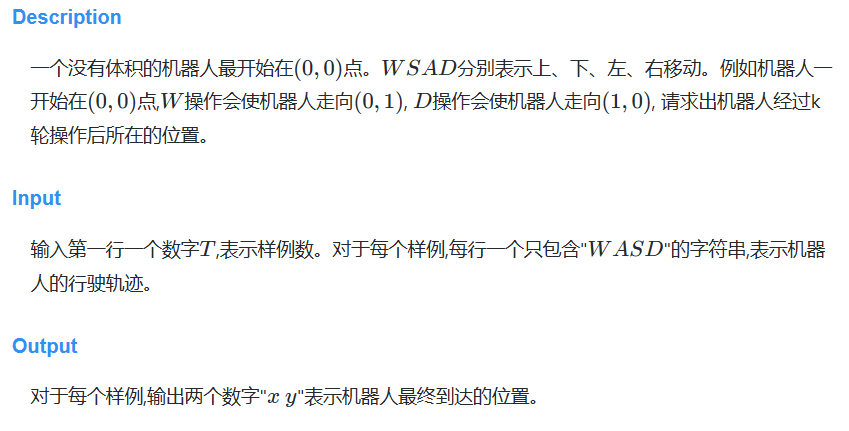 Description
一个没有体积的机器人最开始在(0, 0)点。WSAD分别表示上、下、左、右移动。例如机器人一
开始在(0, 0)点,W操作会使机器人走向(0, 1), D操作会使机器人走向(1, 0), 请求出机器人经过k
轮操作后所在的位置。
Input
输入第一行一个数字T,表示样例数。对于每个样例,每行一个只包含"WASD"的字符串,表示机器
人的行驶轨迹。
Output
对于每个样例,输出两个数字"x y"表示机器人最终到达的位置。